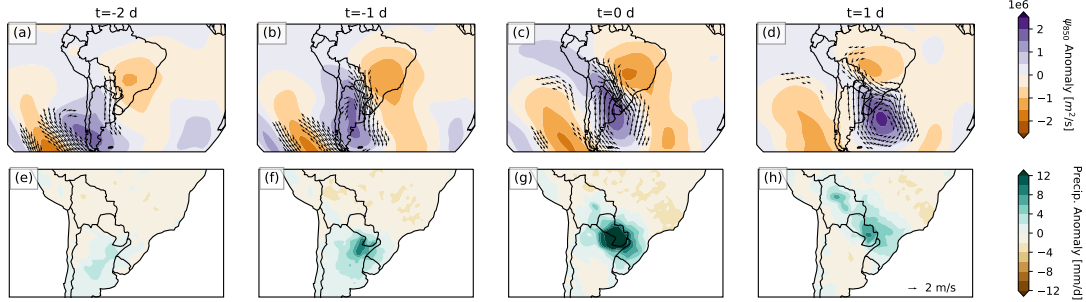 t=-2 d
t=-1 d
t=0 d
t=1 d
(a)
(b)
(c)
(d)
1e6
2
1
0
−1
−2
ψ850 Anomaly [m²/s]
(e)
(f)
(g)
(h)
→ 2 m/s
12
8
4
0
−4
−8
−12
Precip. Anomaly [mm/d]